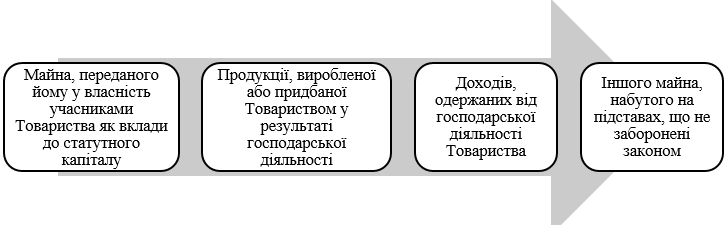 Майна, переданого
йому у власність
учасниками
Товариства як вклади
до статутного
капіталу
Продукції, виробленої
або придбаної
Товариством у
результаті
господарської
діяльності
Доходів,
одержаних від
господарської
діяльності
Товариства
Іншого майна,
набутого на
підставах, що не
заборонені
законом